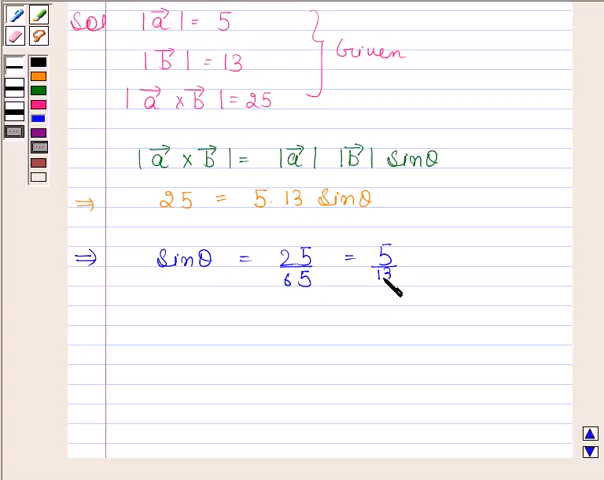 Sol |a⃗| = 5
|b⃗| = 13
Given
|a⃗ × b⃗| = 25
|a⃗ × b⃗| = |a⃗| |b⃗| sinθ
⇒ 25 = 5.13 sinθ
⇒ sinθ = 25/65 = 5/13